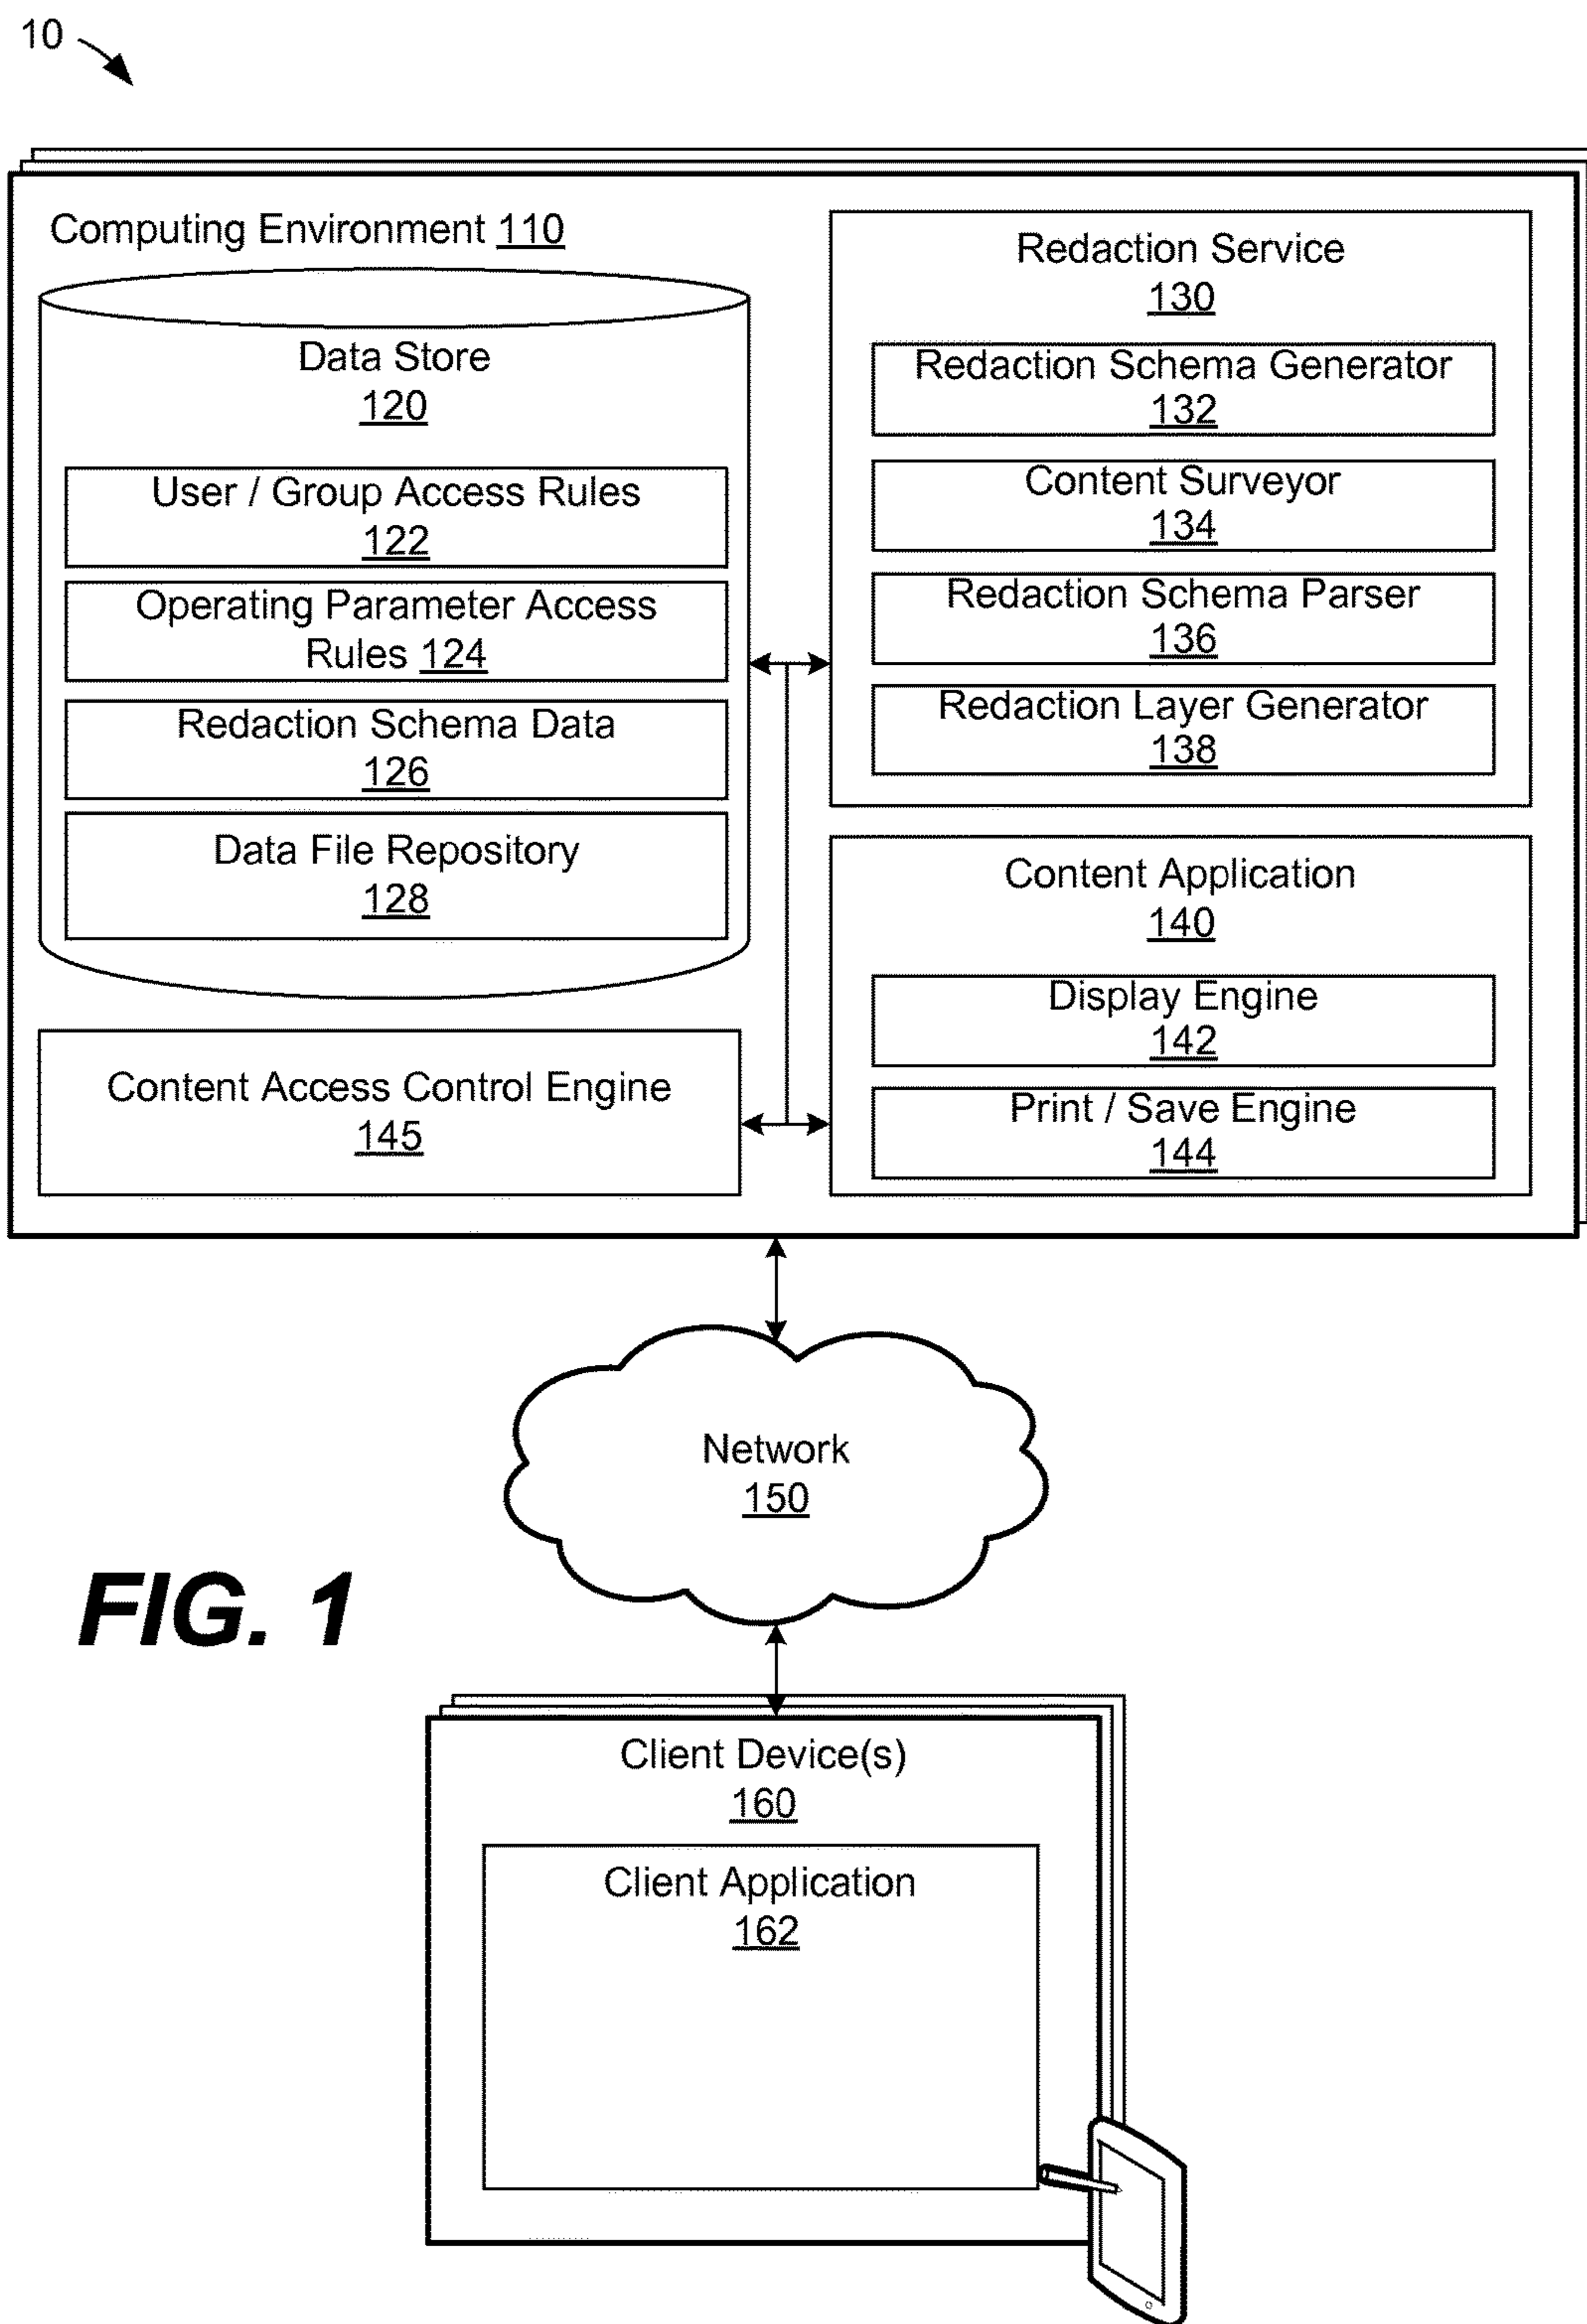 10
Computing Environment 110
Data Store
120
User / Group Access Rules
122
Operating Parameter Access
Rules 124
Redaction Schema Data
126
Data File Repository
128
Content Access Control Engine
145
Redaction Service
130
Redaction Schema Generator
132
Content Surveyor
134
Redaction Schema Parser
136
Redaction Layer Generator
138
Content Application
140
Display Engine
142
Print / Save Engine
144
Network
150
FIG. 1
Client Device(s)
160
Client Application
162